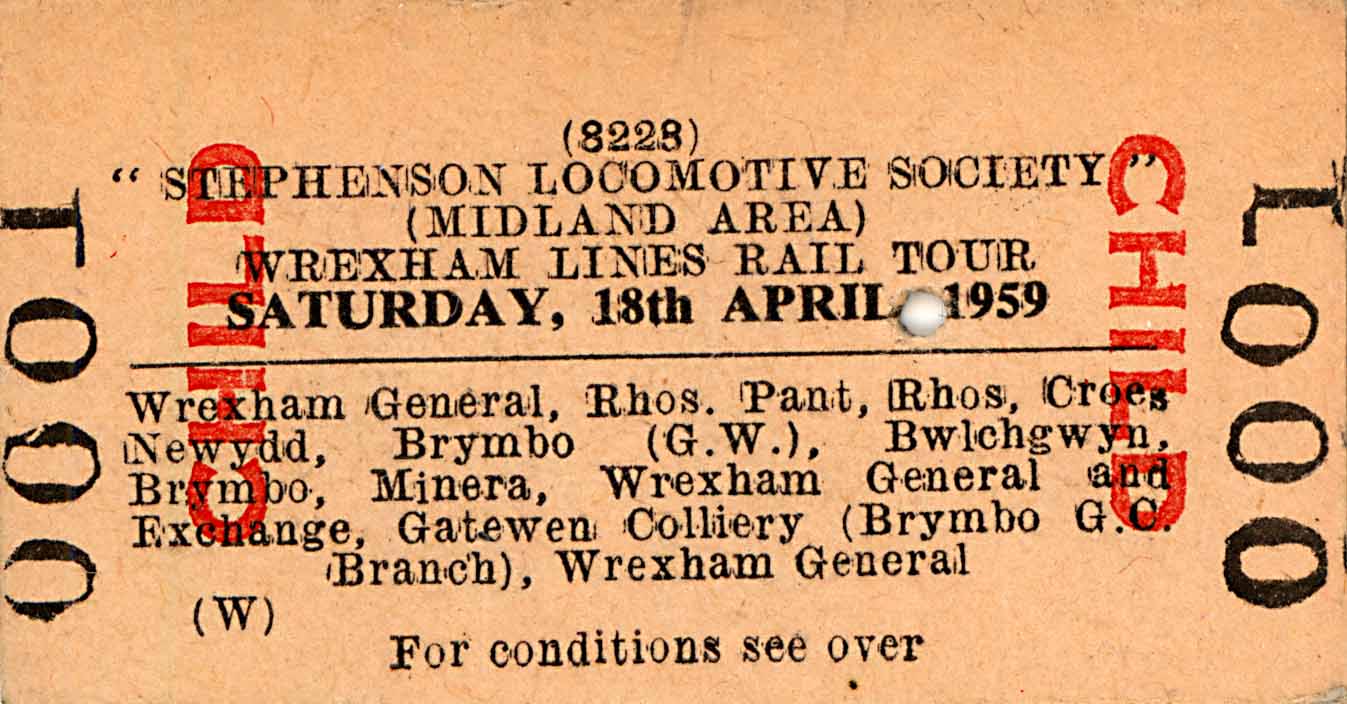 (8228)
" STEPHENSON LOCOMOTIVE SOCIETY "
(MIDLAND AREA)
WREXHAM LINES RAIL TOUR
SATURDAY, 18th APRIL, 1959
Wrexham General, Rhos. Pant, Rhos, Croes
Newydd, Brymbo (G.W.), Bwlchgwyn,
Brymbo, Minera, Wrexham General and
Exchange, Gatewen Colliery (Brymbo G.C.
Branch), Wrexham General
(W)
For conditions see over
0001
CHILD
CHILD
0001